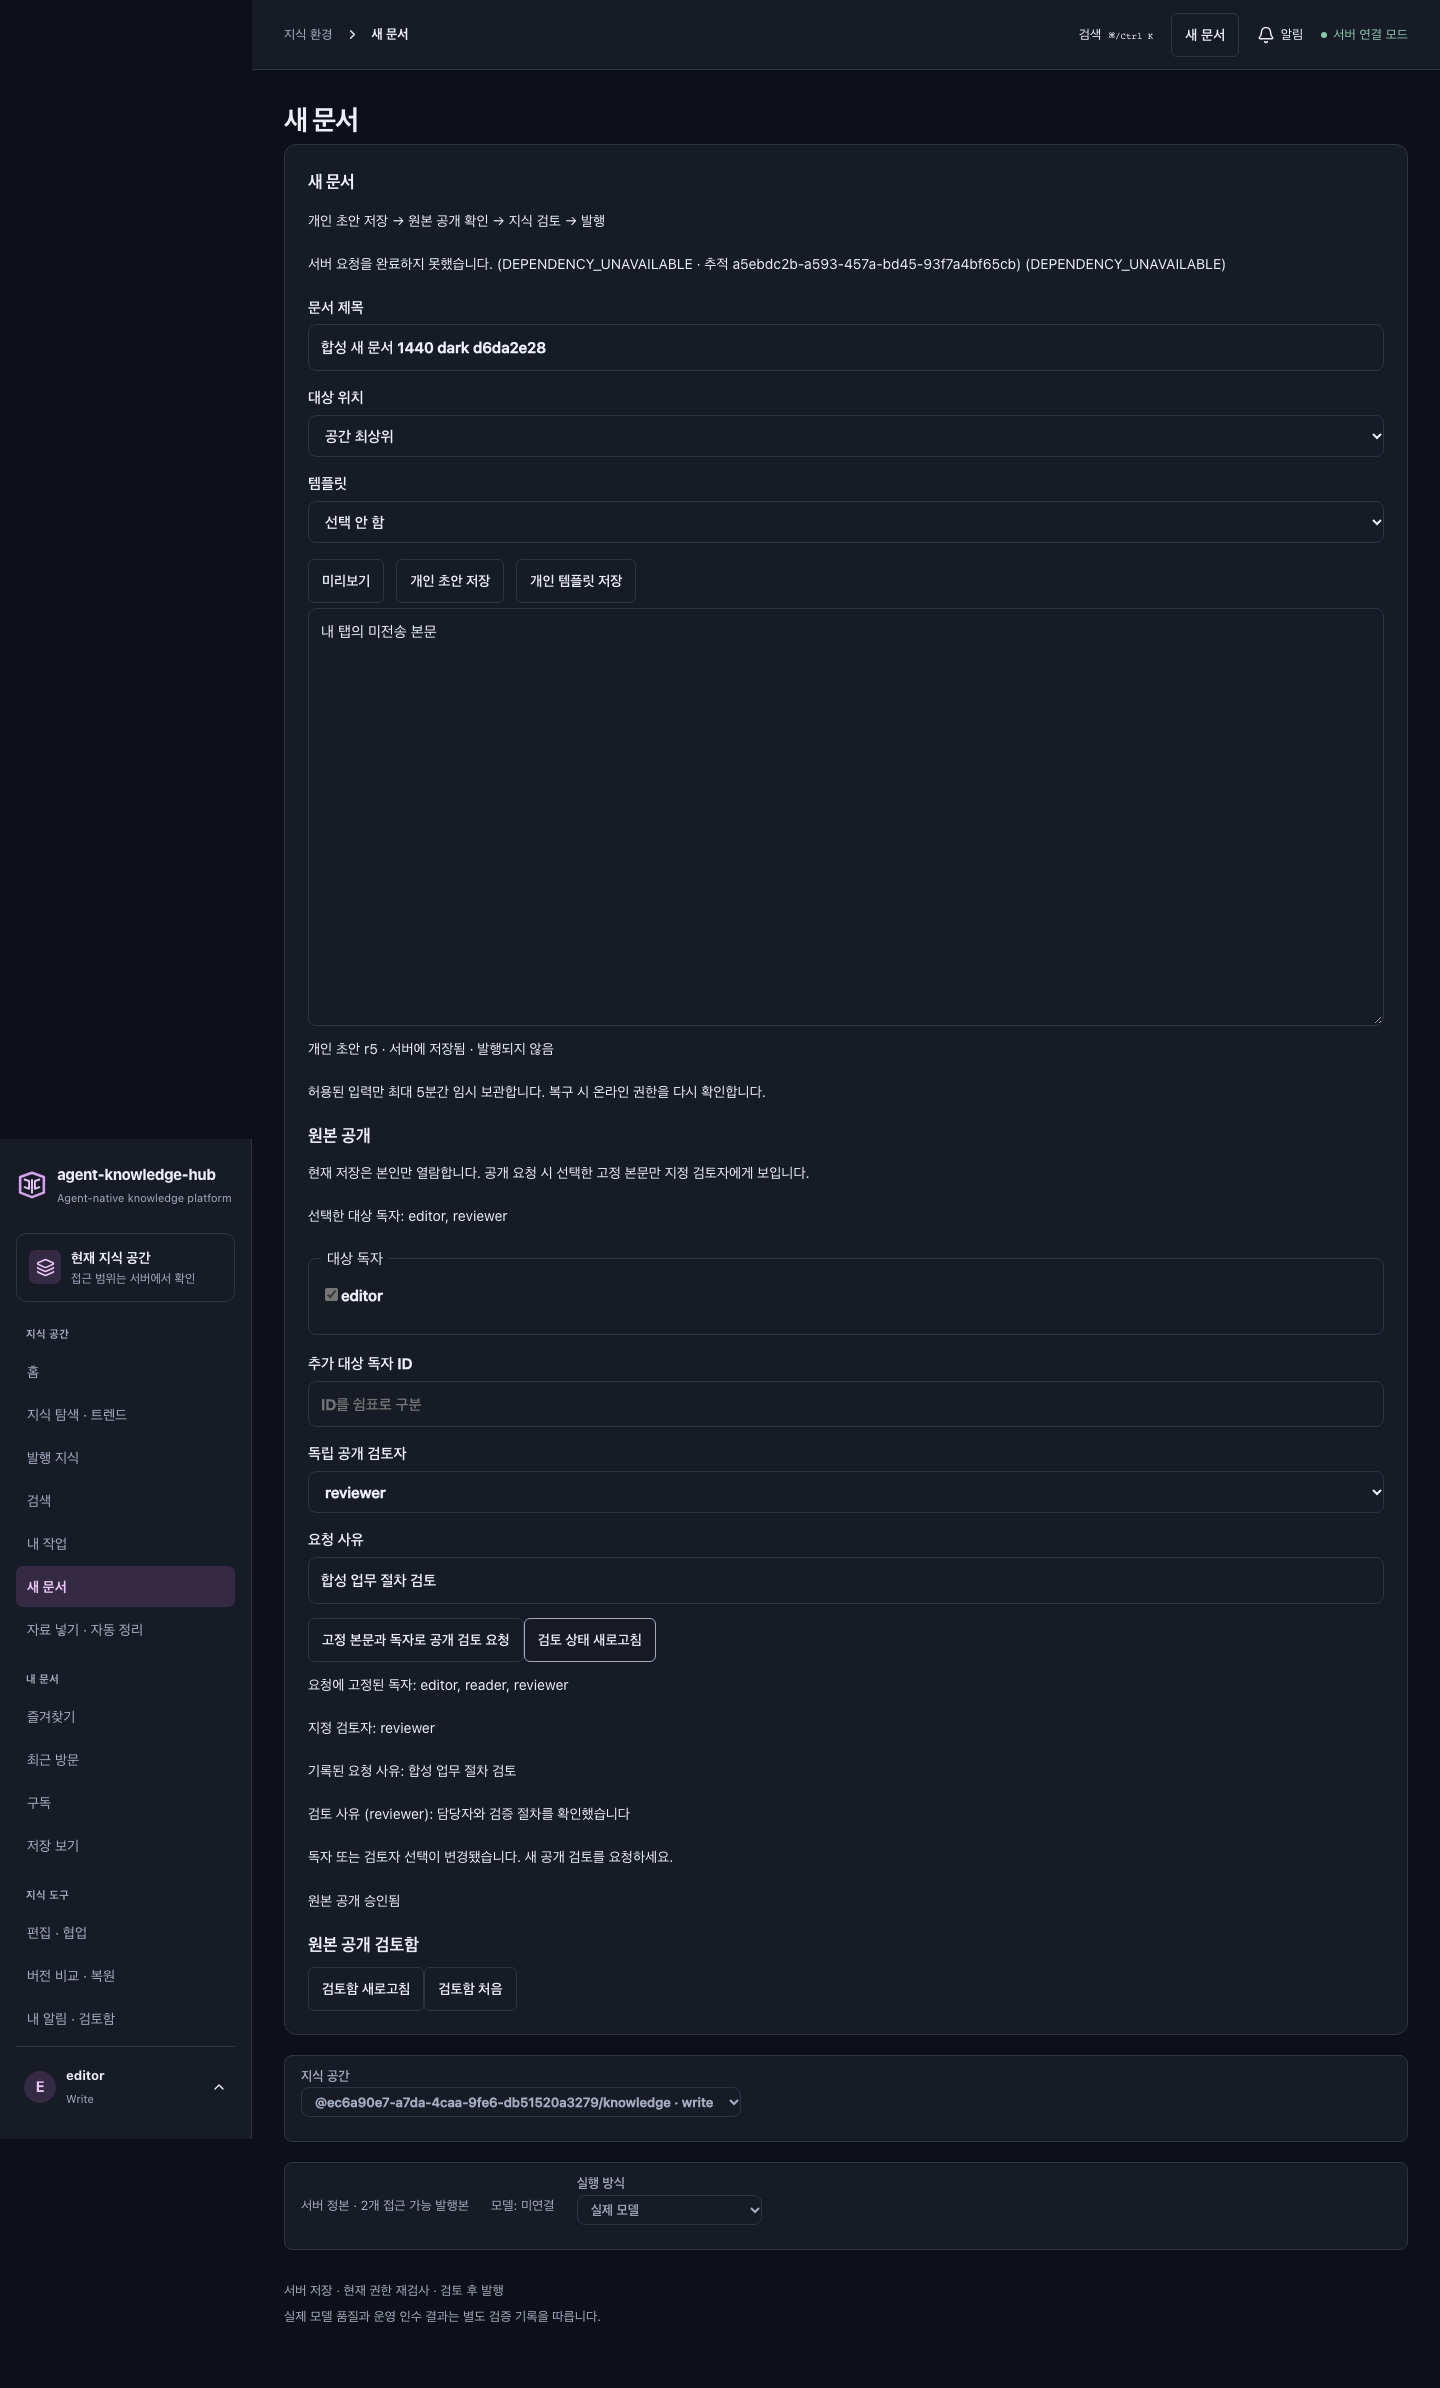 지식 환경 > 새 문서
검색 ⌘/Ctrl K
새 문서
알림
서버 연결 모드
새 문서
새 문서
개인 초안 저장 → 원본 공개 확인 → 지식 검토 → 발행
서버 요청을 완료하지 못했습니다. (DEPENDENCY_UNAVAILABLE · 추적 a5ebdc2b-a593-457a-bd45-93f7a4bf65cb) (DEPENDENCY_UNAVAILABLE)
문서 제목
합성 새 문서 1440 dark d6da2e28
대상 위치
공간 최상위
템플릿
선택 안 함
미리보기
개인 초안 저장
개인 템플릿 저장
내 탭의 미전송 본문
개인 초안 r5 · 서버에 저장됨 · 발행되지 않음
허용된 입력만 최대 5분간 임시 보관합니다. 복구 시 온라인 권한을 다시 확인합니다.
원본 공개
현재 저장은 본인만 열람합니다. 공개 요청 시 선택한 고정 본문만 지정 검토자에게 보입니다.
선택한 대상 독자: editor, reviewer
대상 독자
editor
추가 대상 독자 ID
ID를 쉼표로 구분
독립 공개 검토자
reviewer
요청 사유
합성 업무 절차 검토
고정 본문과 독자로 공개 검토 요청
검토 상태 새로고침
요청에 고정된 독자: editor, reader, reviewer
지정 검토자: reviewer
기록된 요청 사유: 합성 업무 절차 검토
검토 사유 (reviewer): 담당자와 검증 절차를 확인했습니다
독자 또는 검토자 선택이 변경됐습니다. 새 공개 검토를 요청하세요.
원본 공개 승인됨
원본 공개 검토함
검토함 새로고침
검토함 처음
agent-knowledge-hub
Agent-native knowledge platform
현재 지식 공간
접근 범위는 서버에서 확인
지식 공간
홈
지식 탐색 · 트렌드
발행 지식
검색
내 작업
새 문서
자료 넣기 · 자동 정리
내 문서
즐겨찾기
최근 방문
구독
저장 보기
지식 도구
편집 · 협업
버전 비교 · 복원
내 알림 · 검토함
E
editor
Write
지식 공간
@ec6a90e7-a7da-4caa-9fe6-db51520a3279/knowledge · write
서버 정본 · 2개 접근 가능 발행본
모델: 미연결
실행 방식
실제 모델
서버 저장 · 현재 권한 재검사 · 검토 후 발행
실제 모델 품질과 운영 인수 결과는 별도 검증 기록을 따릅니다.